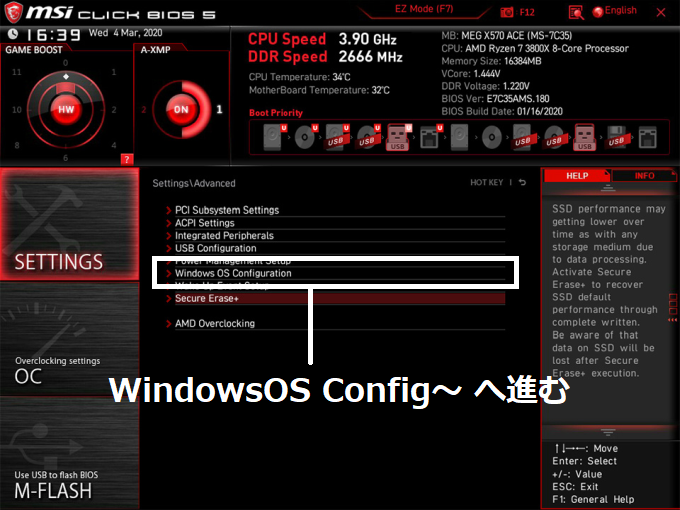 msi CLICK BIOS 5
EZ Mode (F7)
F12
English
16:39
Wed 4 Mar, 2020
GAME BOOST
A-XMP
11
1
10
2
8
4
6
HW
?
ON
1
2
CPU Speed 3.90 GHz
DDR Speed 2666 MHz
CPU Temperature: 34°C
MotherBoard Temperature: 32°C
MB: MEG X570 ACE (MS-7C35)
CPU: AMD Ryzen 7 3800X 8-Core Processor
Memory Size: 16384MB
VCore: 1.444V
DDR Voltage: 1.220V
BIOS Ver: E7C35AMS.180
BIOS Build Date: 01/16/2020
Boot Priority
U U USB U USB U USB U U USB USB USB USB
SETTINGS
Overclocking settings
OC
Use USB to flash BIOS
M-FLASH
Settings\Advanced
HOT KEY
PCI Subsystem Settings
ACPI Settings
Integrated Peripherals
USB Configuration
Power Management Setup
Windows OS Configuration
Wake Up Event Setup
Secure Erase+
AMD Overclocking
WindowsOS Config～ へ進む
HELP
INFO
SSD performance may
getting lower over
time as with any
storage medium due
to data processing.
Activate Secure
Erase+ to recover
SSD default
performance through
complete written.
Be aware of that
data on SSD will be
lost after Secure
Erase+ execution.
↑↓→←: Move
Enter: Select
+/-: Value
ESC: Exit
F1: General Help